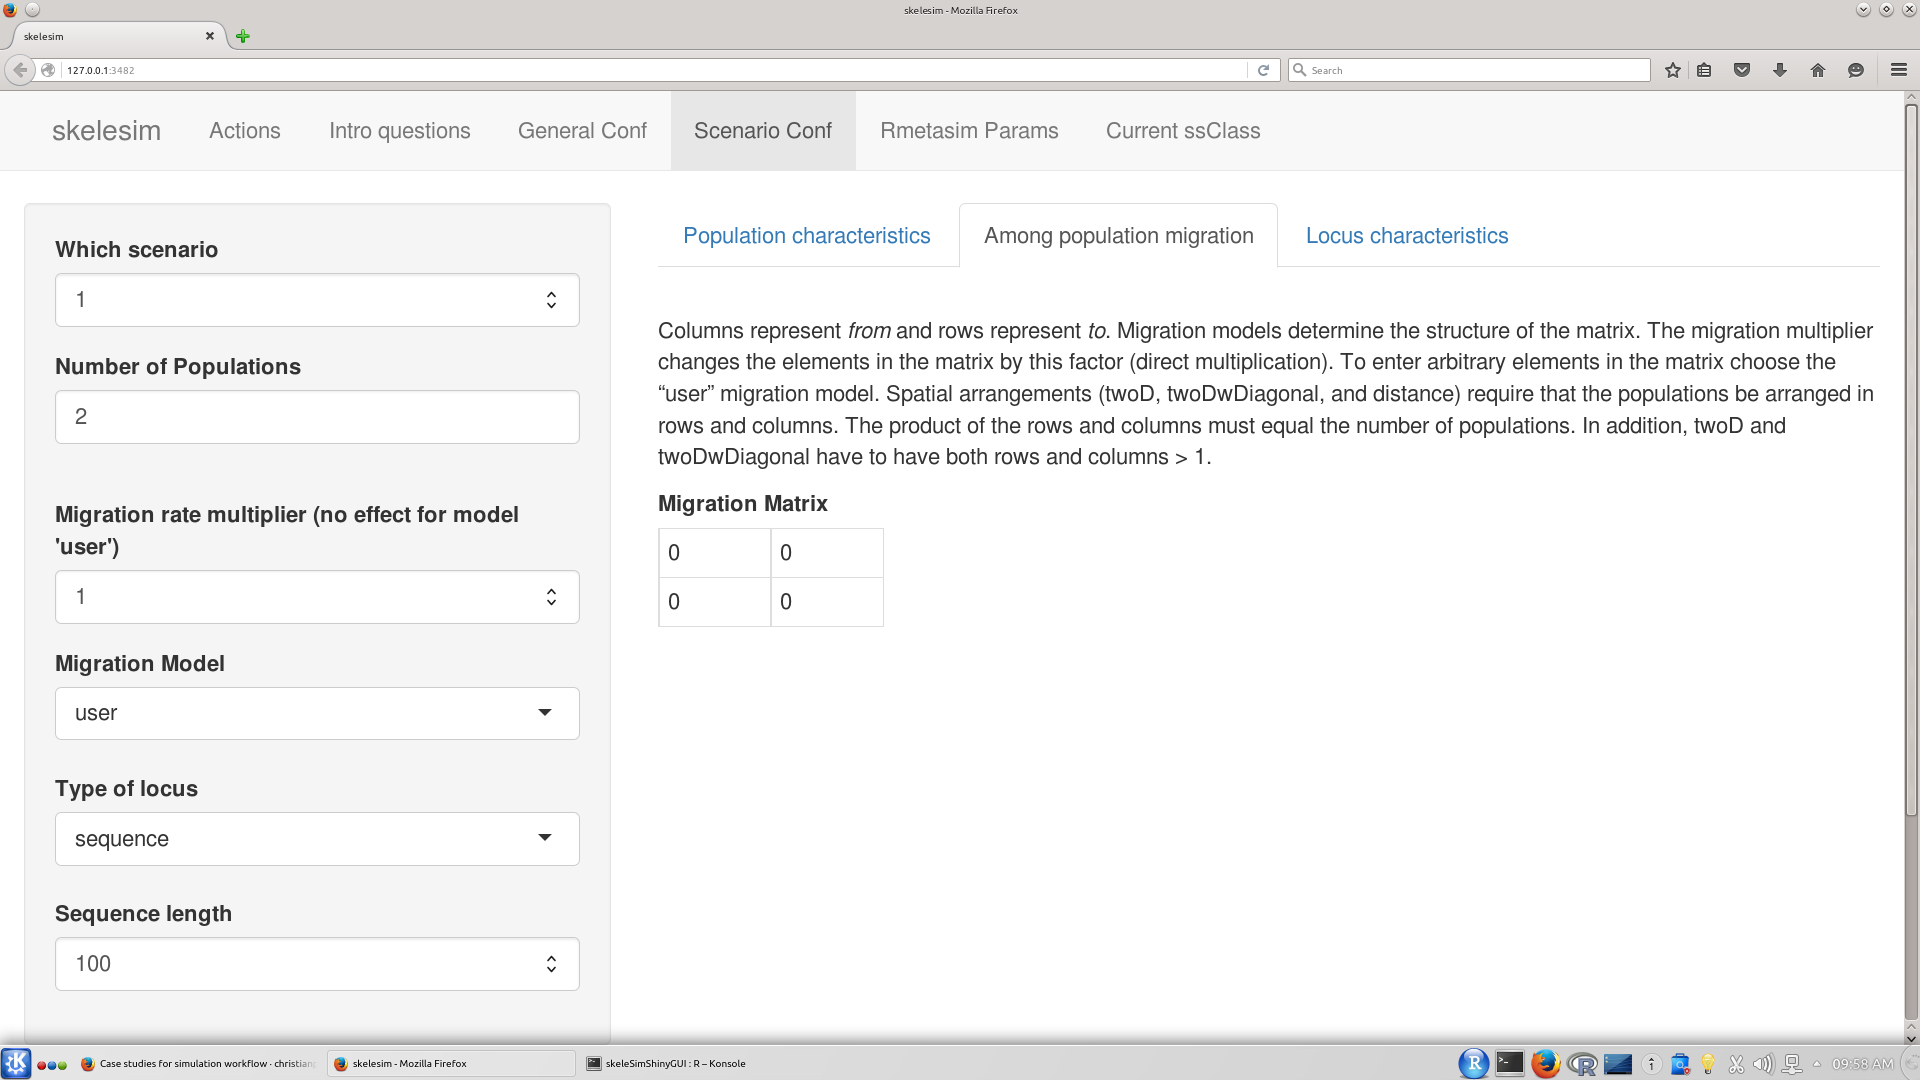 skelesim - Mozilla Firefox
skelesim
127.0.0.1:3482
Search
skelesim Actions Intro questions General Conf Scenario Conf Rmetasim Params Current ssClass
Which scenario
1
Number of Populations
2
Migration rate multiplier (no effect for model
'user')
1
Migration Model
user
Type of locus
sequence
Sequence length
100
Population characteristics Among population migration Locus characteristics
Columns represent from and rows represent to. Migration models determine the structure of the matrix. The migration multiplier
changes the elements in the matrix by this factor (direct multiplication). To enter arbitrary elements in the matrix choose the
“user” migration model. Spatial arrangements (twoD, twoDwDiagonal, and distance) require that the populations be arranged in
rows and columns. The product of the rows and columns must equal the number of populations. In addition, twoD and
twoDwDiagonal have to have both rows and columns > 1.
Migration Matrix
0 0
0 0
Case studies for simulation workflow · christian
skelesim - Mozilla Firefox
skeleSimShinyGUI : R – Konsole
09:58 AM